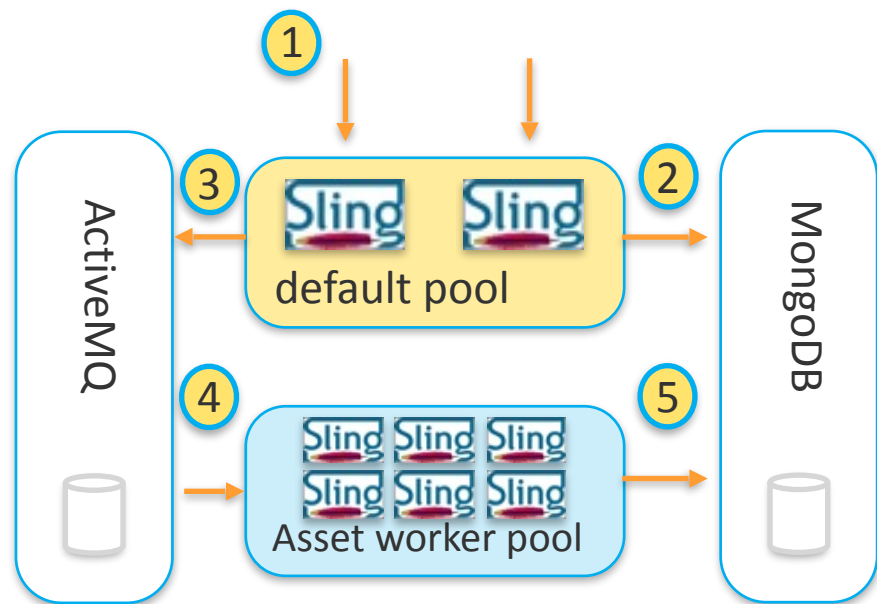 1
3
2
ActiveMQ
Sling
Sling
default pool
MongoDB
4
5
Sling
Sling
Sling
Sling
Sling
Sling
Asset worker pool